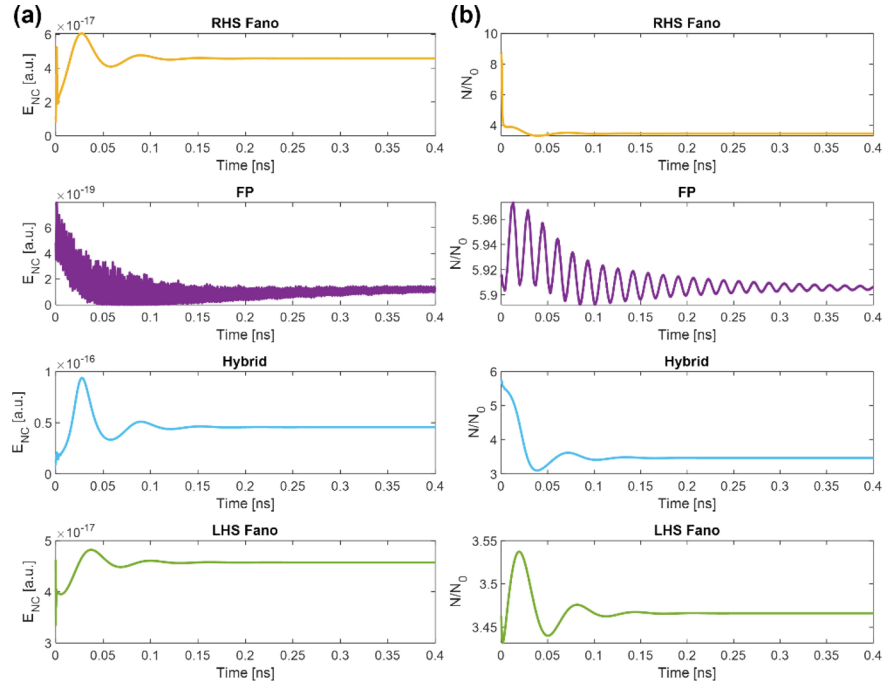 (a)
RHS Fano
×10⁻¹⁷
E_NC [a.u.]
6
4
2
0
0 0.05 0.1 0.15 0.2 0.25 0.3 0.35 0.4
Time [ns]
FP
×10⁻¹⁹
E_NC [a.u.]
6
4
2
0
0 0.05 0.1 0.15 0.2 0.25 0.3 0.35 0.4
Time [ns]
Hybrid
×10⁻¹⁶
E_NC [a.u.]
1
0.5
0
0 0.05 0.1 0.15 0.2 0.25 0.3 0.35 0.4
Time [ns]
LHS Fano
×10⁻¹⁷
E_NC [a.u.]
5
4
3
0 0.05 0.1 0.15 0.2 0.25 0.3 0.35 0.4
Time [ns]
(b)
RHS Fano
N/N₀
10
8
6
4
0 0.05 0.1 0.15 0.2 0.25 0.3 0.35 0.4
Time [ns]
FP
N/N₀
5.96
5.94
5.92
5.9
0 0.05 0.1 0.15 0.2 0.25 0.3 0.35 0.4
Time [ns]
Hybrid
N/N₀
6
5
4
3
0 0.05 0.1 0.15 0.2 0.25 0.3 0.35 0.4
Time [ns]
LHS Fano
N/N₀
3.55
3.5
3.45
0 0.05 0.1 0.15 0.2 0.25 0.3 0.35 0.4
Time [ns]